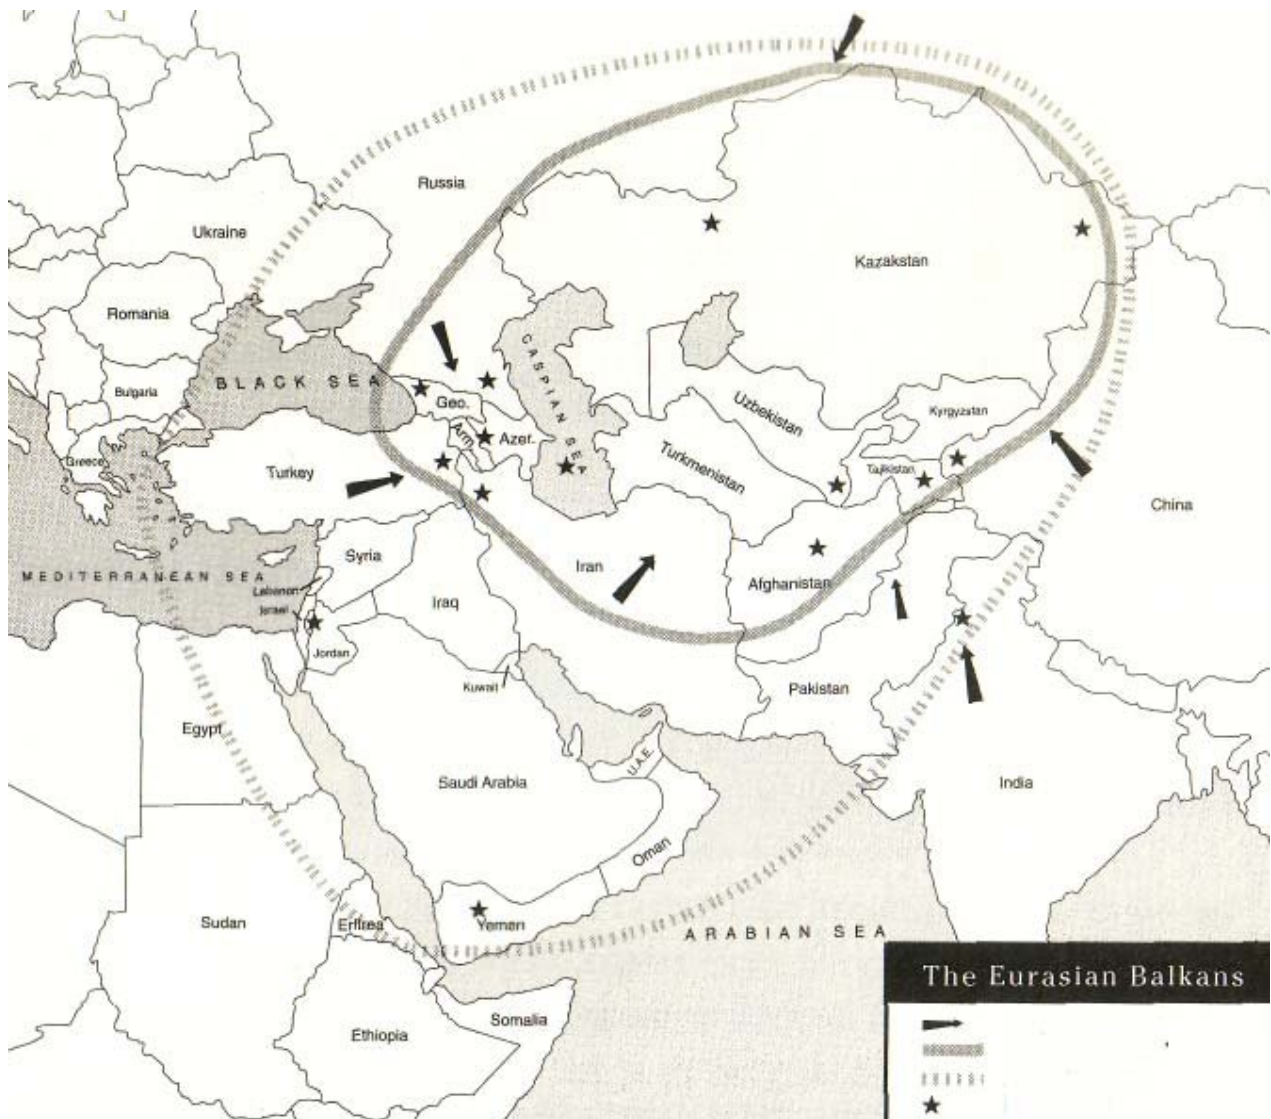 Russia
Ukraine
Kazakstan
Romania
CASPIAN SEA
BLACK SEA
Bulgaria
Geo.
Uzbekistan
Kyrgyzstan
Arm.
Azer.
Greece
Turkey
Turkmenistan
Tajikistan
China
Syria
Iran
MEDITERRANEAN SEA
Lebanon
Afghanistan
Iraq
Israel
Jordan
Kuwait
Pakistan
Egypt
U.A.E.
Saudi Arabia
India
Oman
Sudan
Eritrea
Yemen
ARABIAN SEA
The Eurasian Balkans
Somalia
Ethiopia